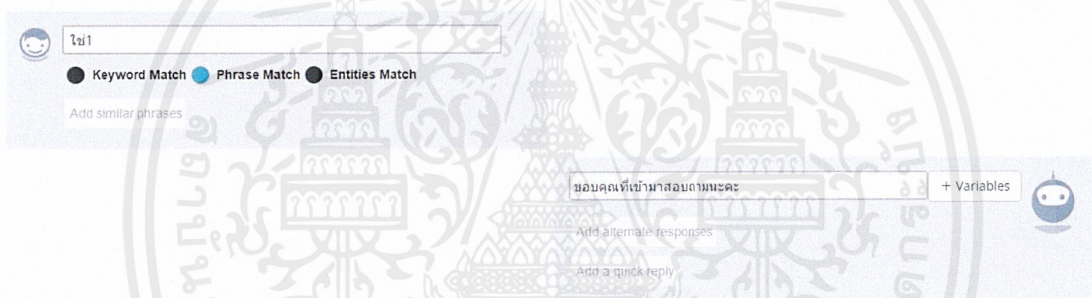 ใช่1
Keyword Match Phrase Match Entities Match
Add similar phrases
ขอบคุณที่เข้ามาสอบถามนะคะ
+ Variables
Add alternate responses
Add a quick reply